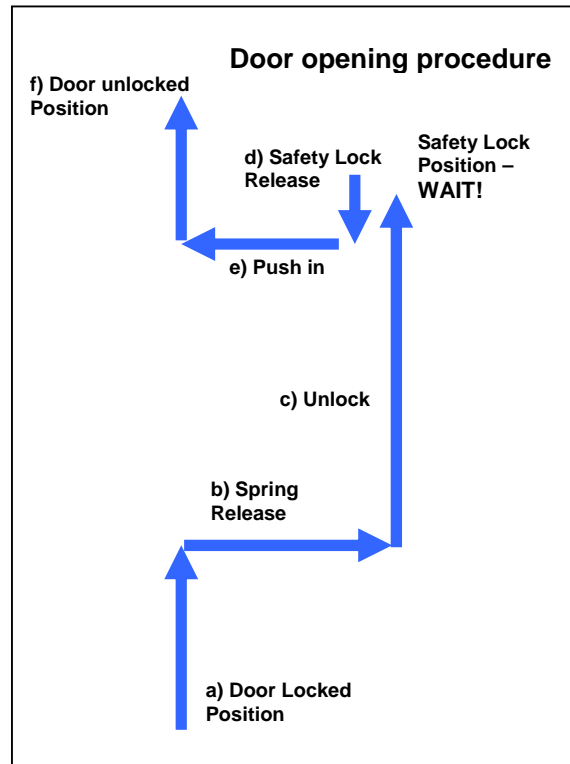 Door opening procedure
f) Door unlocked
Position
d) Safety Lock
Release
Safety Lock
Position –
WAIT!
e) Push in
c) Unlock
b) Spring
Release
a) Door Locked
Position